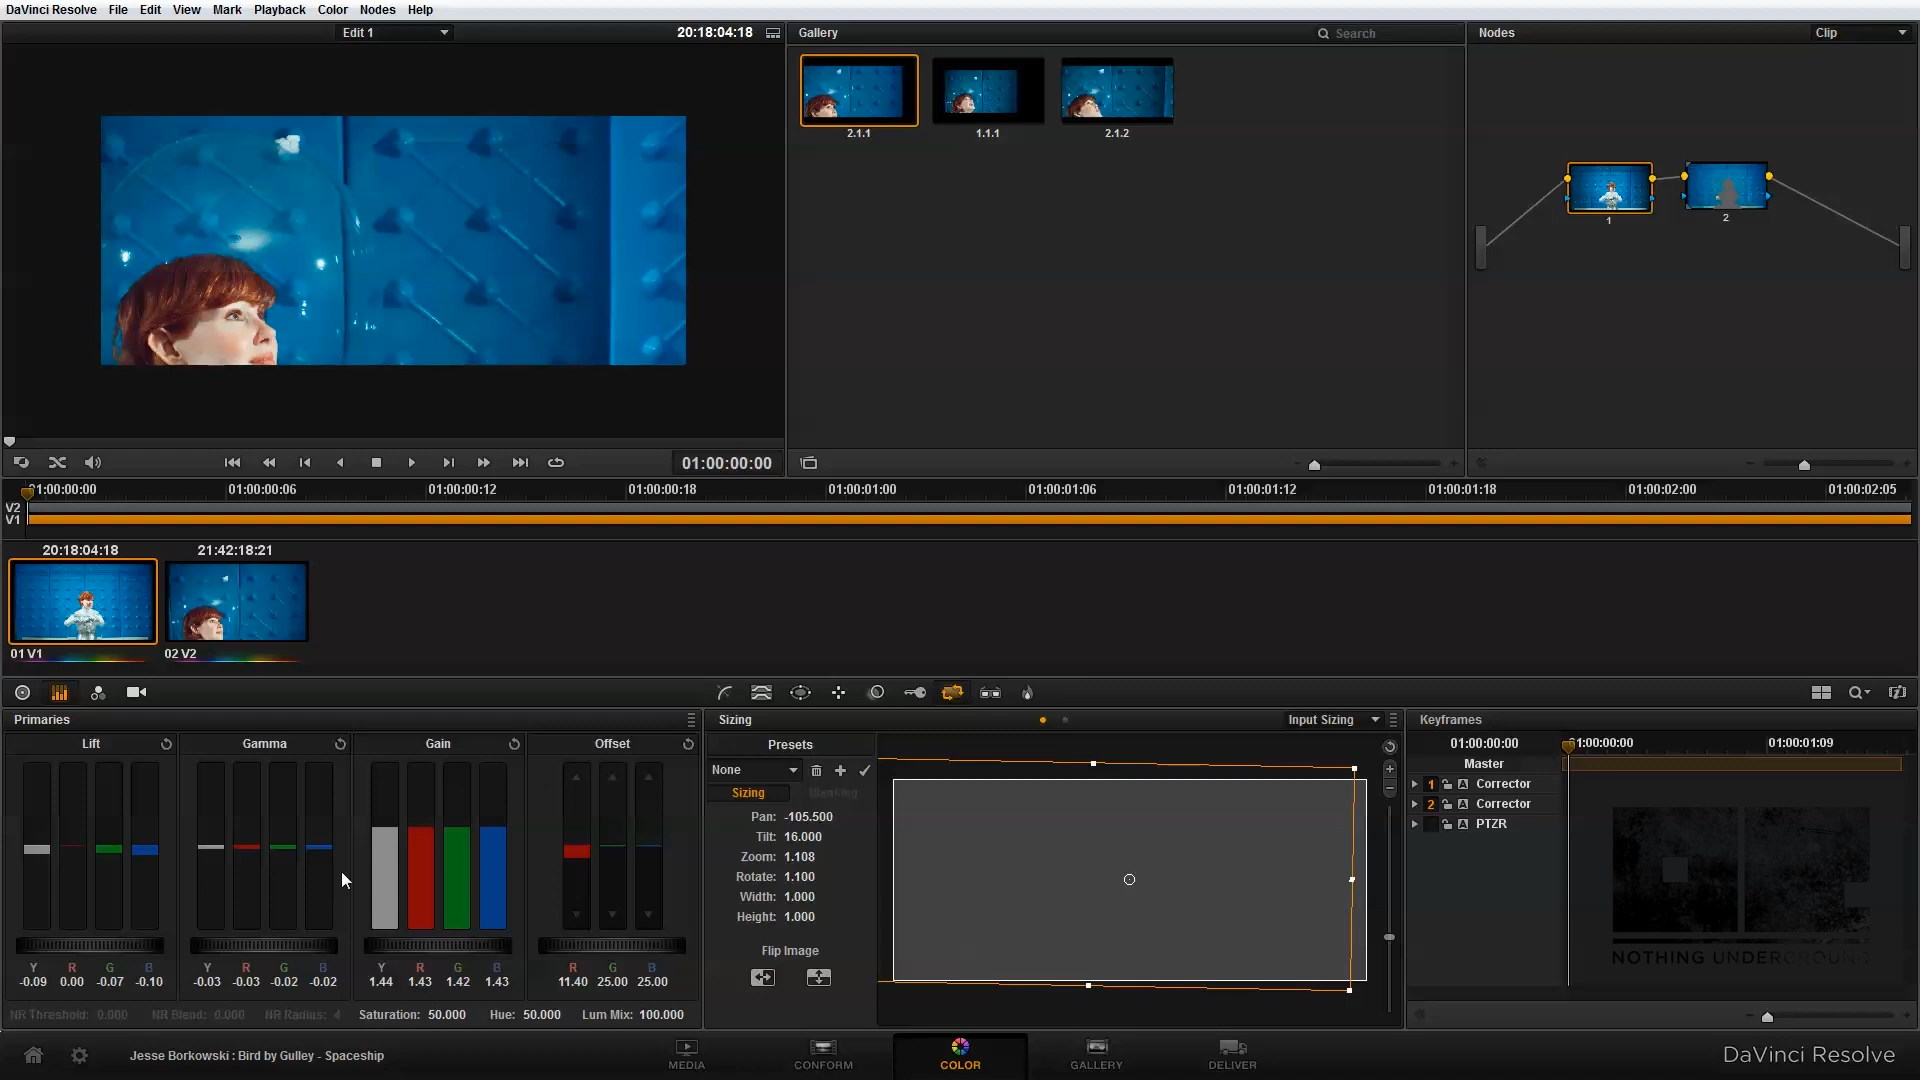 DaVinci Resolve File Edit View Mark Playback Color Nodes Help
Edit 1 20:18:04:18 Gallery Search Nodes Clip
2.1.1 1.1.1 2.1.2
1 2
01:00:00:00
01:00:00:00 01:00:00:06 01:00:00:12 01:00:00:18 01:00:01:00 01:00:01:06 01:00:01:12 01:00:01:18 01:00:02:00 01:00:02:05
V2
V1
20:18:04:18 21:42:18:21
01 V1 02 V2
Primaries Sizing Input Sizing Keyframes
Lift Gamma Gain Offset Presets 01:00:00:00 01:00:00:00 01:00:01:09
Master
None
Sizing Blanking
1 A Corrector
2 A Corrector
A PTZR
Pan: -105.500
Tilt: 16.000
Zoom: 1.108
Rotate: 1.100
Width: 1.000
Height: 1.000
Flip Image
NOTHING UNDERGROUND
Y R G B Y R G B Y R G B R G B
-0.09 0.00 -0.07 -0.10 -0.03 -0.03 -0.02 -0.02 1.44 1.43 1.42 1.43 11.40 25.00 25.00
NR Threshold: 0.000 NR Blend: 0.000 NR Radius: 4 Saturation: 50.000 Hue: 50.000 Lum Mix: 100.000
Jesse Borkowski : Bird by Gulley - Spaceship MEDIA CONFORM COLOR GALLERY DELIVER DaVinci Resolve